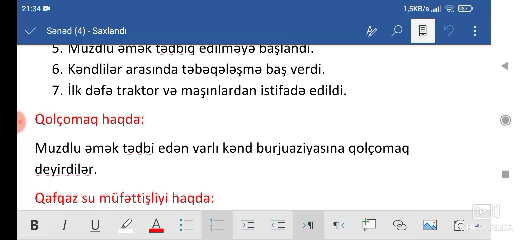 21:34
1,5KB/s
Sənəd (4) - Saxlandı
5. Muzdlu əmək tədbiq edilməyə başlandı.
6. Kəndlilər arasında təbəqələşmə baş verdi.
7. İlk dəfə traktor və maşınlardan istifadə edildi.
Qolçomaq haqda:
Muzdlu əmək tədbi edən varlı kənd burjuaziyasına qolçomaq
deyirdilər.
Qafqaz su müfəttişliyi haqda:
B I U A